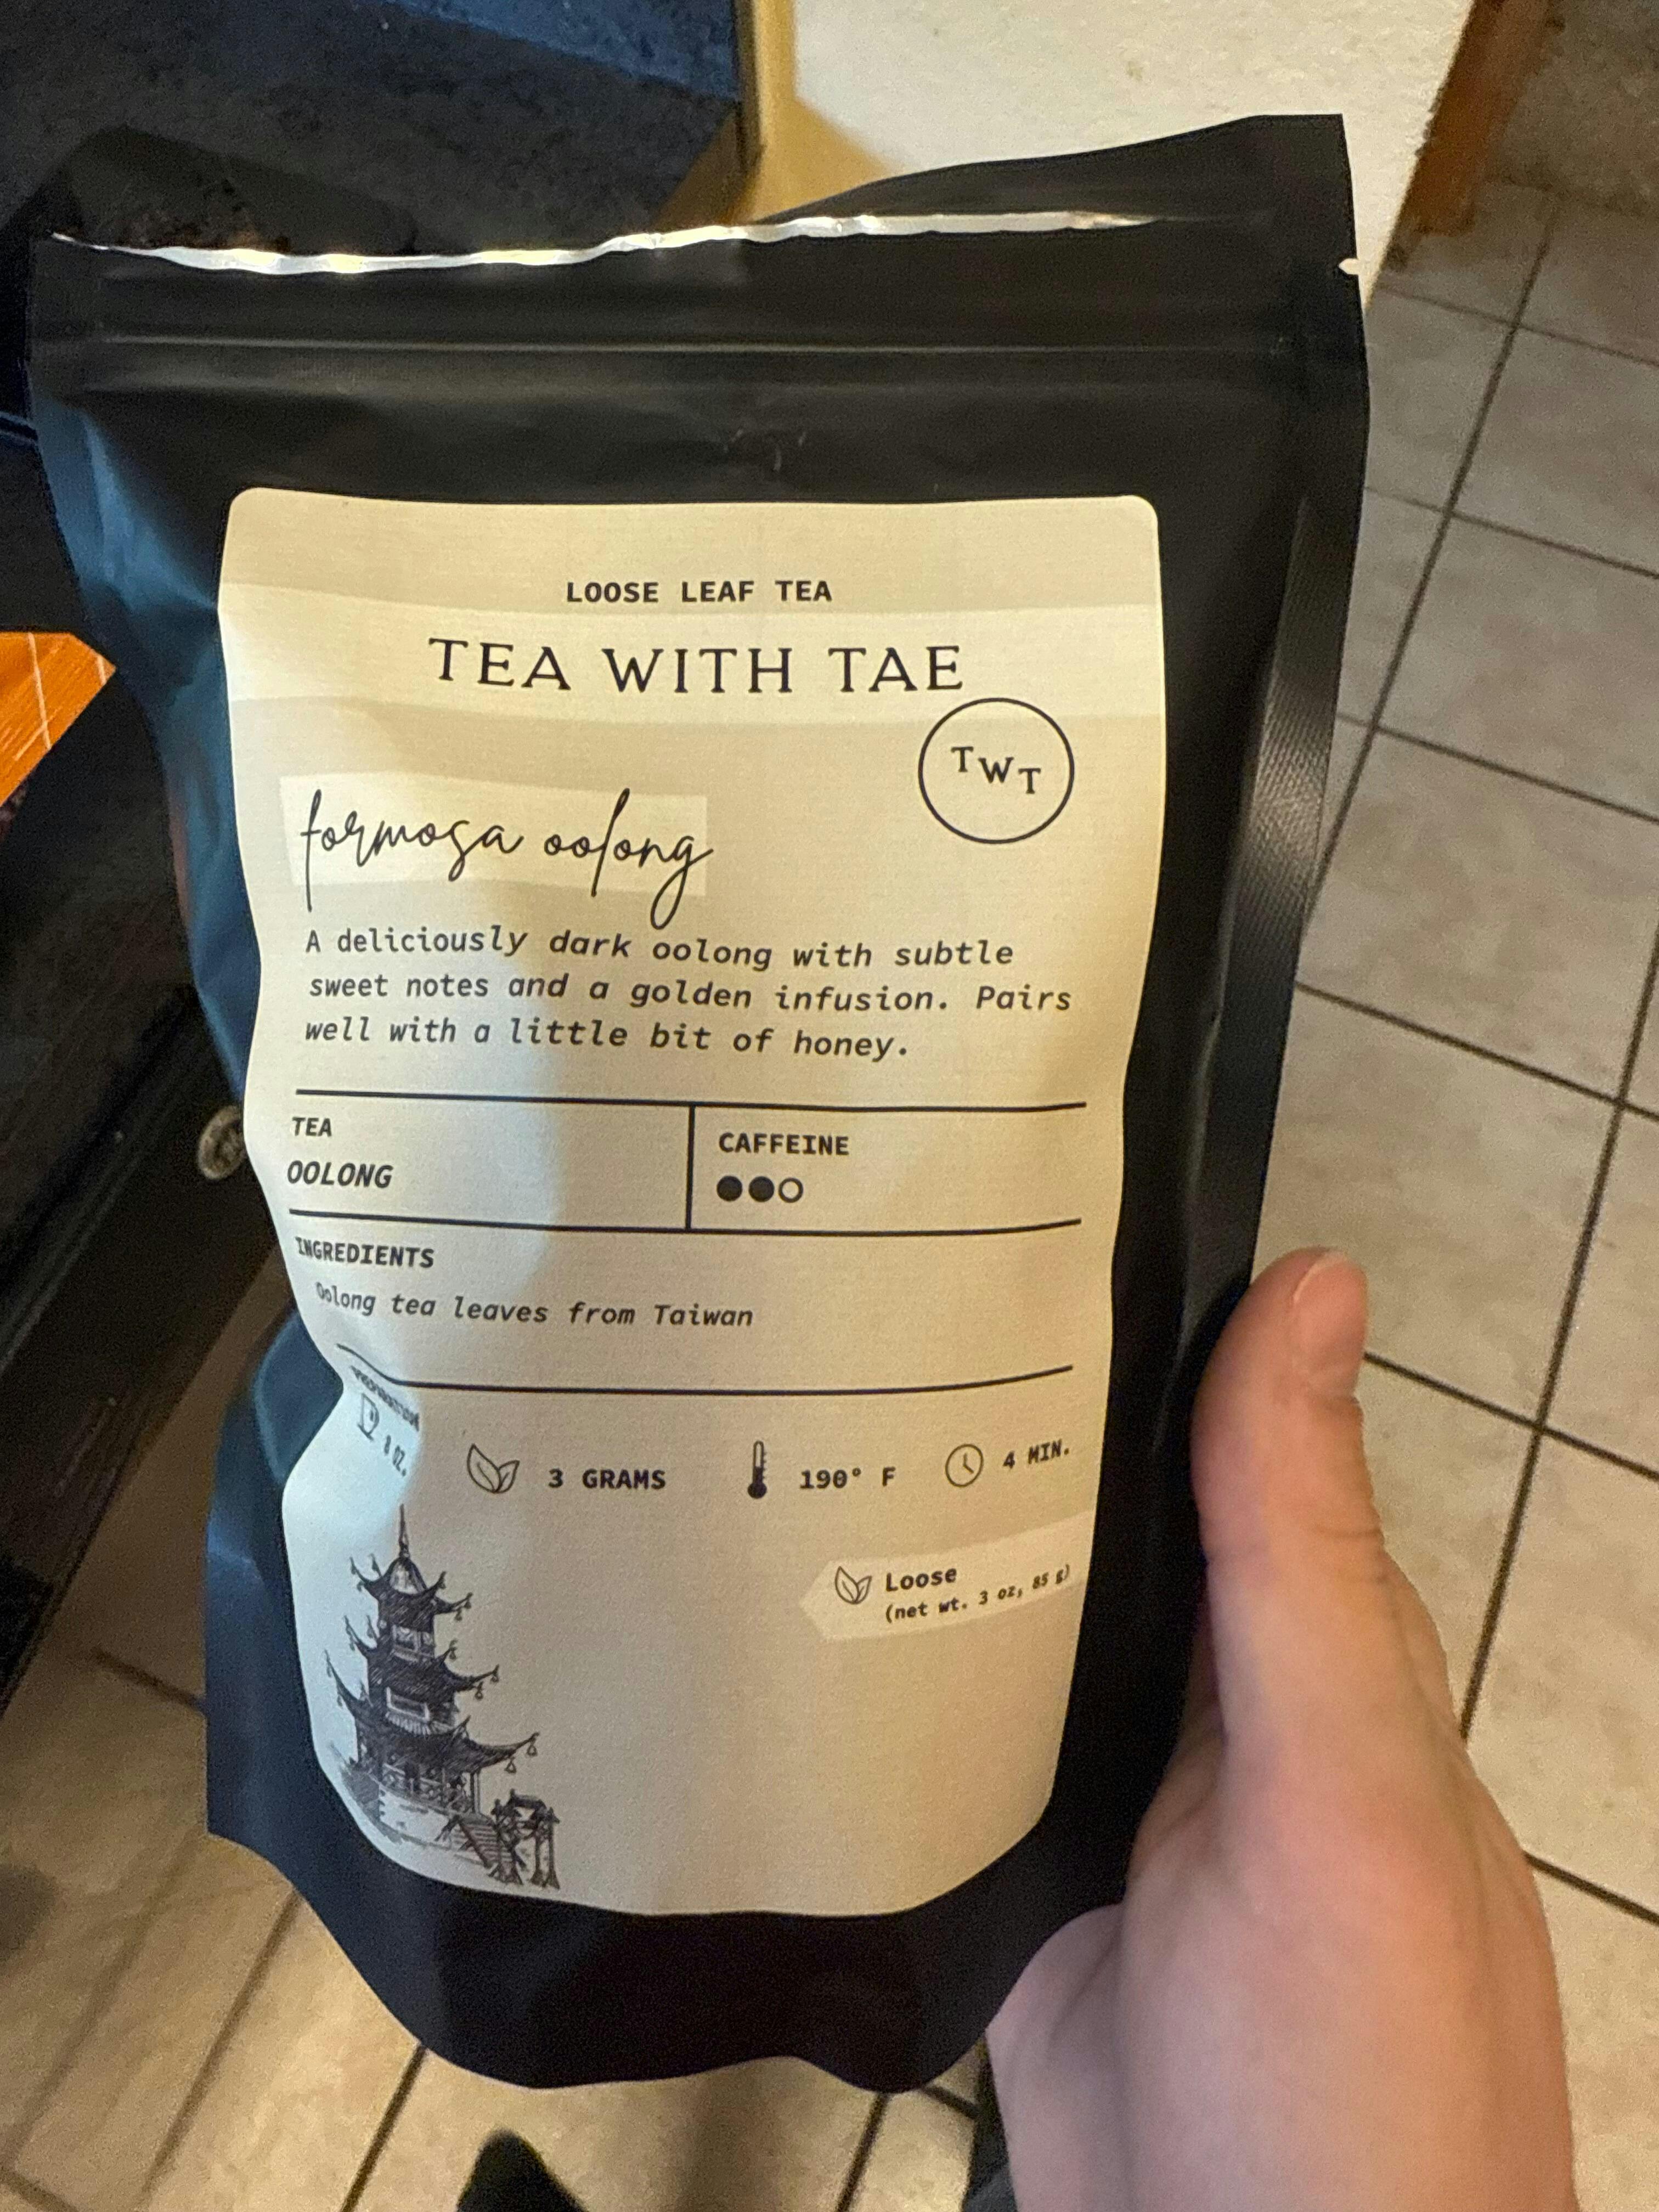 LOOSE LEAF TEA
TEA WITH TAE
TWT
formosa oolong
A deliciously dark oolong with subtle
sweet notes and a golden infusion. Pairs
well with a little bit of honey.
TEA
OOLONG
CAFFEINE
INGREDIENTS
Oolong tea leaves from Taiwan
PREPARATION
8 OZ.
3 GRAMS
190° F
4 MIN.
Loose
(net wt. 3 oz, 85 g)